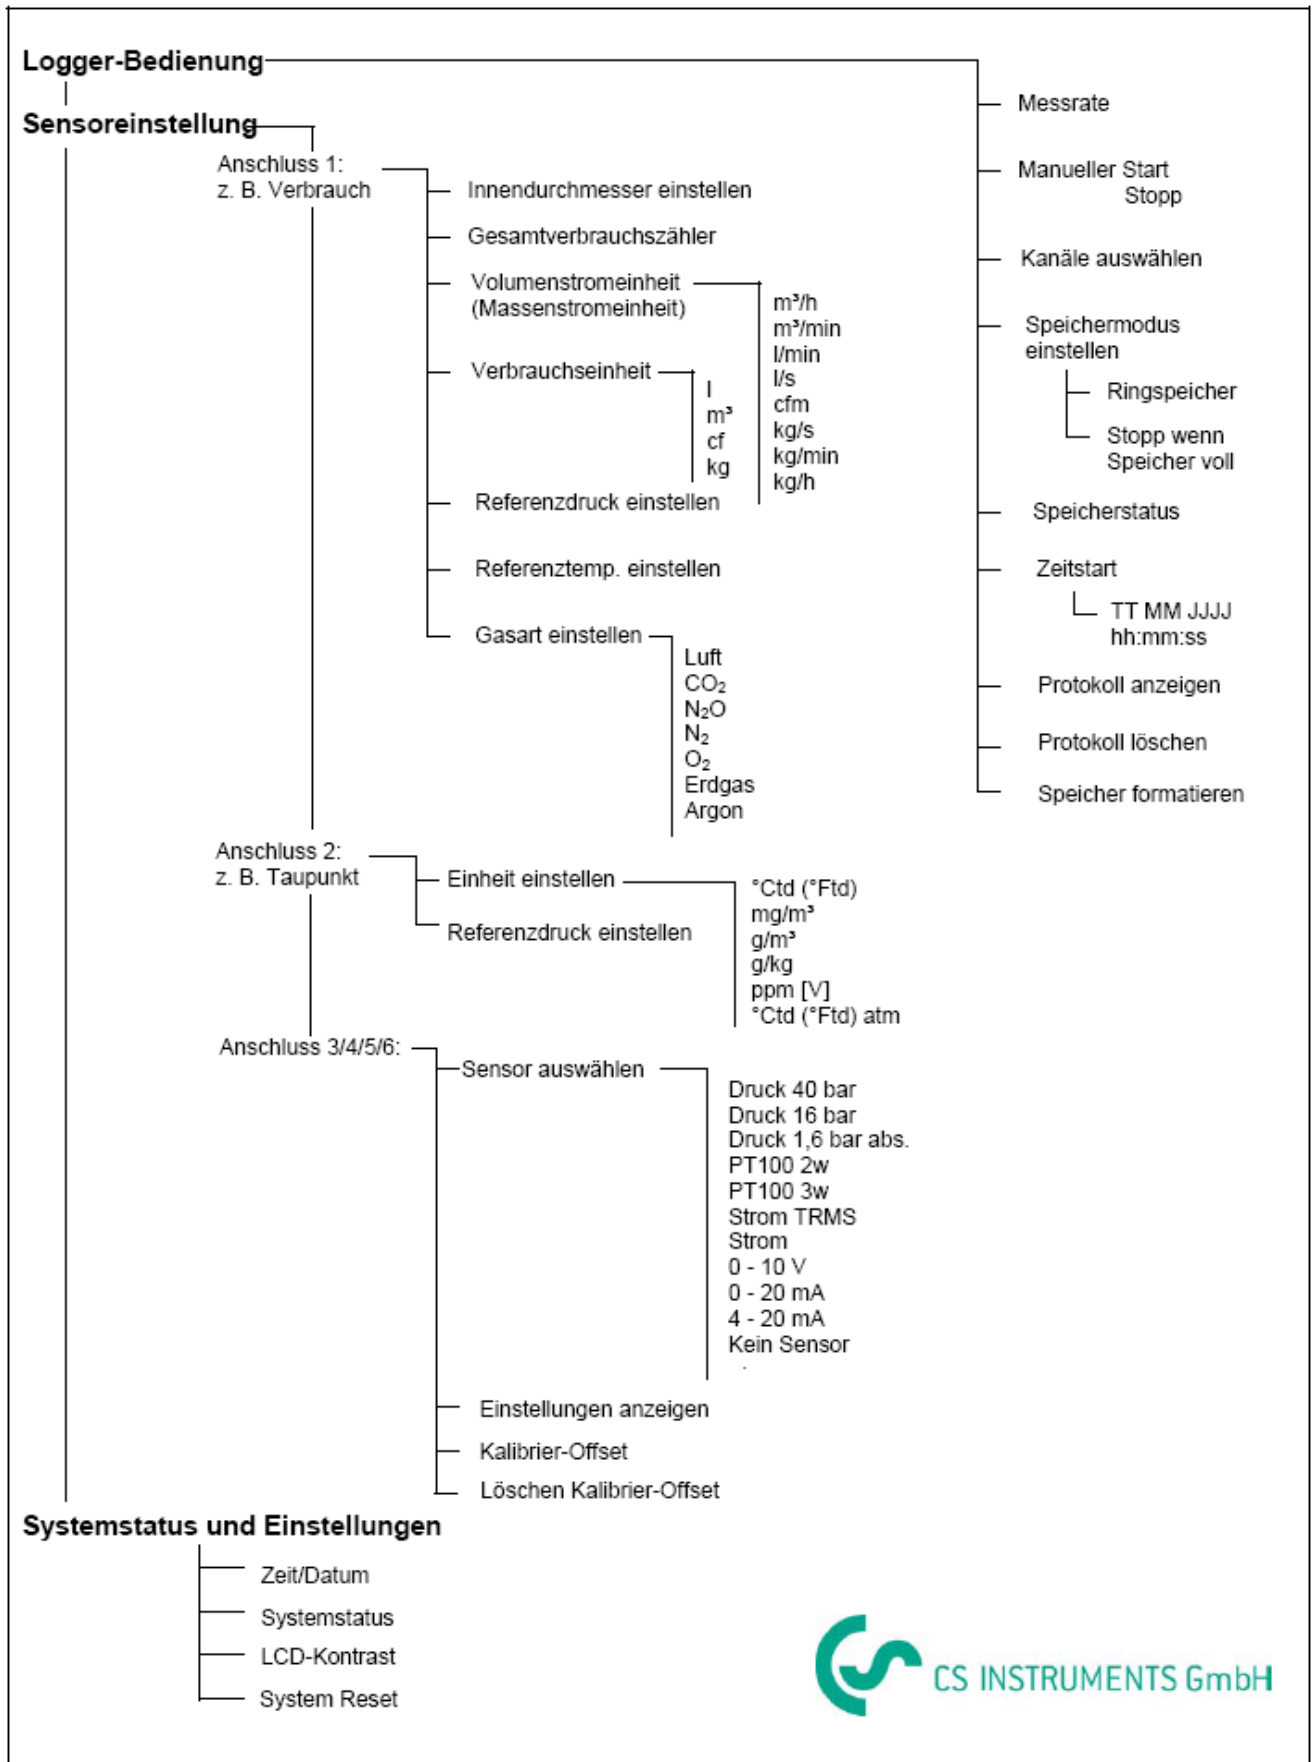 Logger-Bedienung
Messrate
Manueller Start
Stopp
Kanäle auswählen
Speichermodus
einstellen
Ringspeicher
Stopp wenn
Speicher voll
Speicherstatus
Zeitstart
TT MM JJJJ
hh:mm:ss
Protokoll anzeigen
Protokoll löschen
Speicher formatieren
Sensoreinstellung
Anschluss 1:
z. B. Verbrauch
Innendurchmesser einstellen
Gesamtverbrauchszähler
Volumenstromeinheit
(Massenstromeinheit)
m³/h
m³/min
l/min
l/s
cfm
kg/s
kg/min
kg/h
Verbrauchseinheit
l
m³
cf
kg
Referenzdruck einstellen
Referenztemp. einstellen
Gasart einstellen
Luft
CO₂
N₂O
N₂
O₂
Erdgas
Argon
Anschluss 2:
z. B. Taupunkt
Einheit einstellen
°Ctd (°Ftd)
mg/m³
g/m³
g/kg
ppm [V]
°Ctd (°Ftd) atm
Referenzdruck einstellen
Anschluss 3/4/5/6:
Sensor auswählen
Druck 40 bar
Druck 16 bar
Druck 1,6 bar abs.
PT100 2w
PT100 3w
Strom TRMS
Strom
0 - 10 V
0 - 20 mA
4 - 20 mA
Kein Sensor
Einstellungen anzeigen
Kalibrier-Offset
Löschen Kalibrier-Offset
Systemstatus und Einstellungen
Zeit/Datum
Systemstatus
LCD-Kontrast
System Reset
CS INSTRUMENTS GmbH